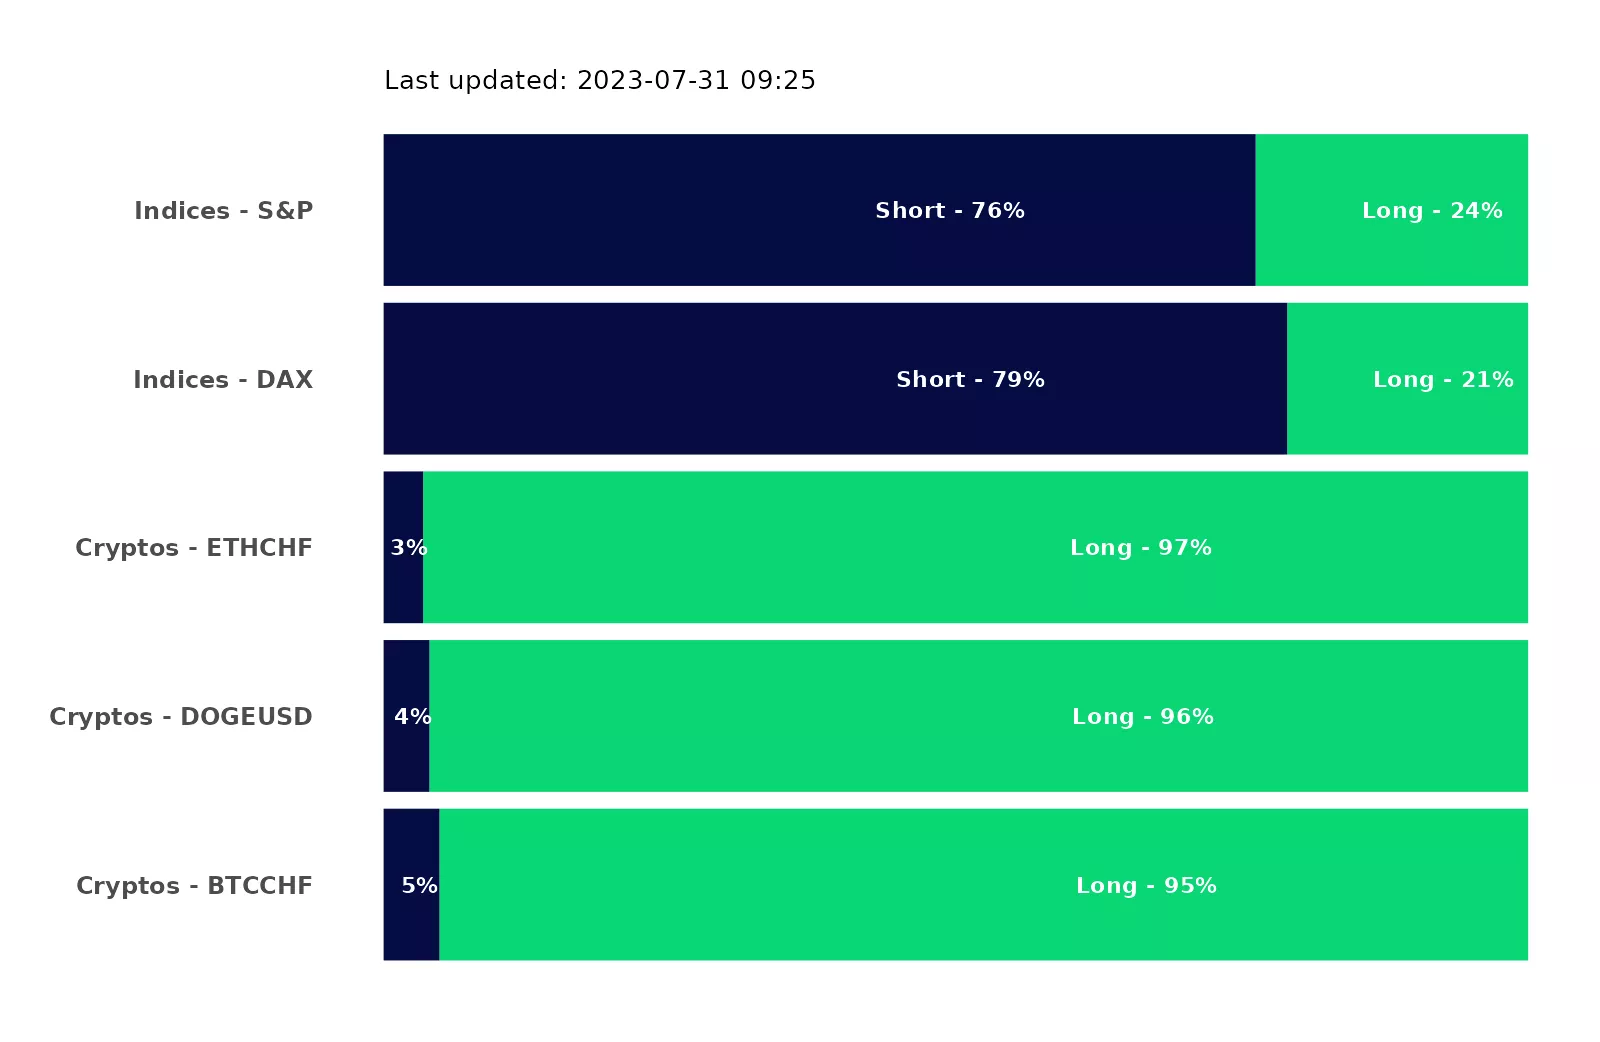 Last updated: 2023-07-31 09:25
Indices - S&P Short - 76% Long - 24%
Indices - DAX Short - 79% Long - 21%
Cryptos - ETHCHF 3% Long - 97%
Cryptos - DOGEUSD 4% Long - 96%
Cryptos - BTCCHF 5% Long - 95%